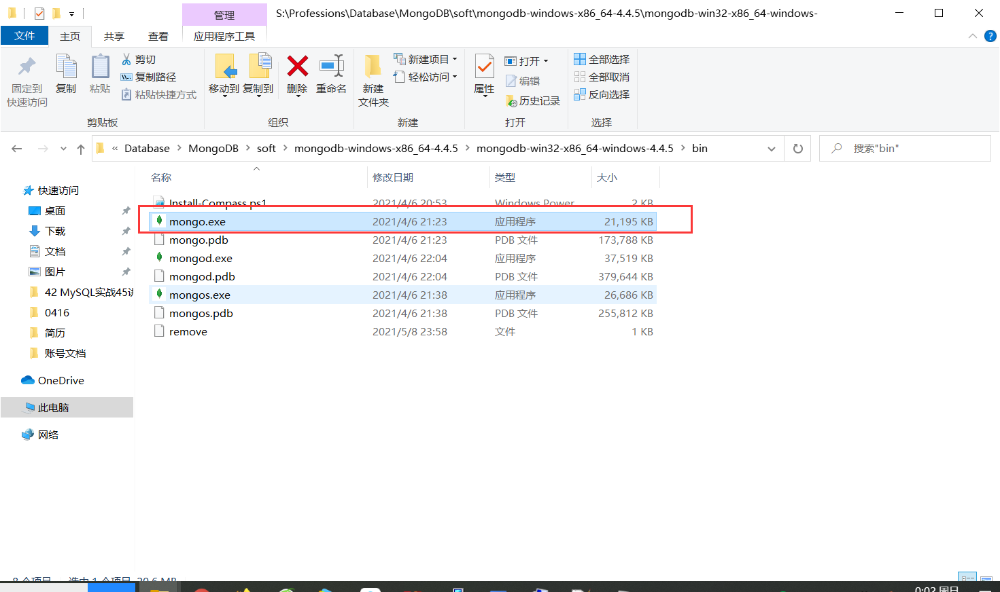 管理
S:\Professions\Database\MongoDB\soft\mongodb-windows-x86_64-4.4.5\mongodb-win32-x86_64-windows-
文件 主页 共享 查看 应用程序工具
固定到
快速访问
复制
粘贴
剪切
复制路径
粘贴快捷方式
剪贴板
移动到
复制到
删除
重命名
组织
新建
文件夹
新建项目
轻松访问
新建
属性
打开
编辑
历史记录
打开
全部选择
全部取消
反向选择
选择
« Database > MongoDB > soft > mongodb-windows-x86_64-4.4.5 > mongodb-win32-x86_64-windows-4.4.5 > bin
搜索"bin"
快速访问
桌面
下载
文档
图片
42 MySQL实战45讲
0416
简历
账号文档
OneDrive
此电脑
网络
名称 修改日期 类型 大小
Install-Compass.ps1 2021/4/6 20:53 Windows Power... 2 KB
mongo.exe 2021/4/6 21:23 应用程序 21,195 KB
mongo.pdb 2021/4/6 21:23 PDB 文件 173,788 KB
mongod.exe 2021/4/6 22:04 应用程序 37,519 KB
mongod.pdb 2021/4/6 22:04 PDB 文件 379,644 KB
mongos.exe 2021/4/6 21:38 应用程序 26,686 KB
mongos.pdb 2021/4/6 21:38 PDB 文件 255,812 KB
remove 2021/5/8 23:58 文件 1 KB
8 个项目 选中 1 个项目 20.6 MB
0:02 周日